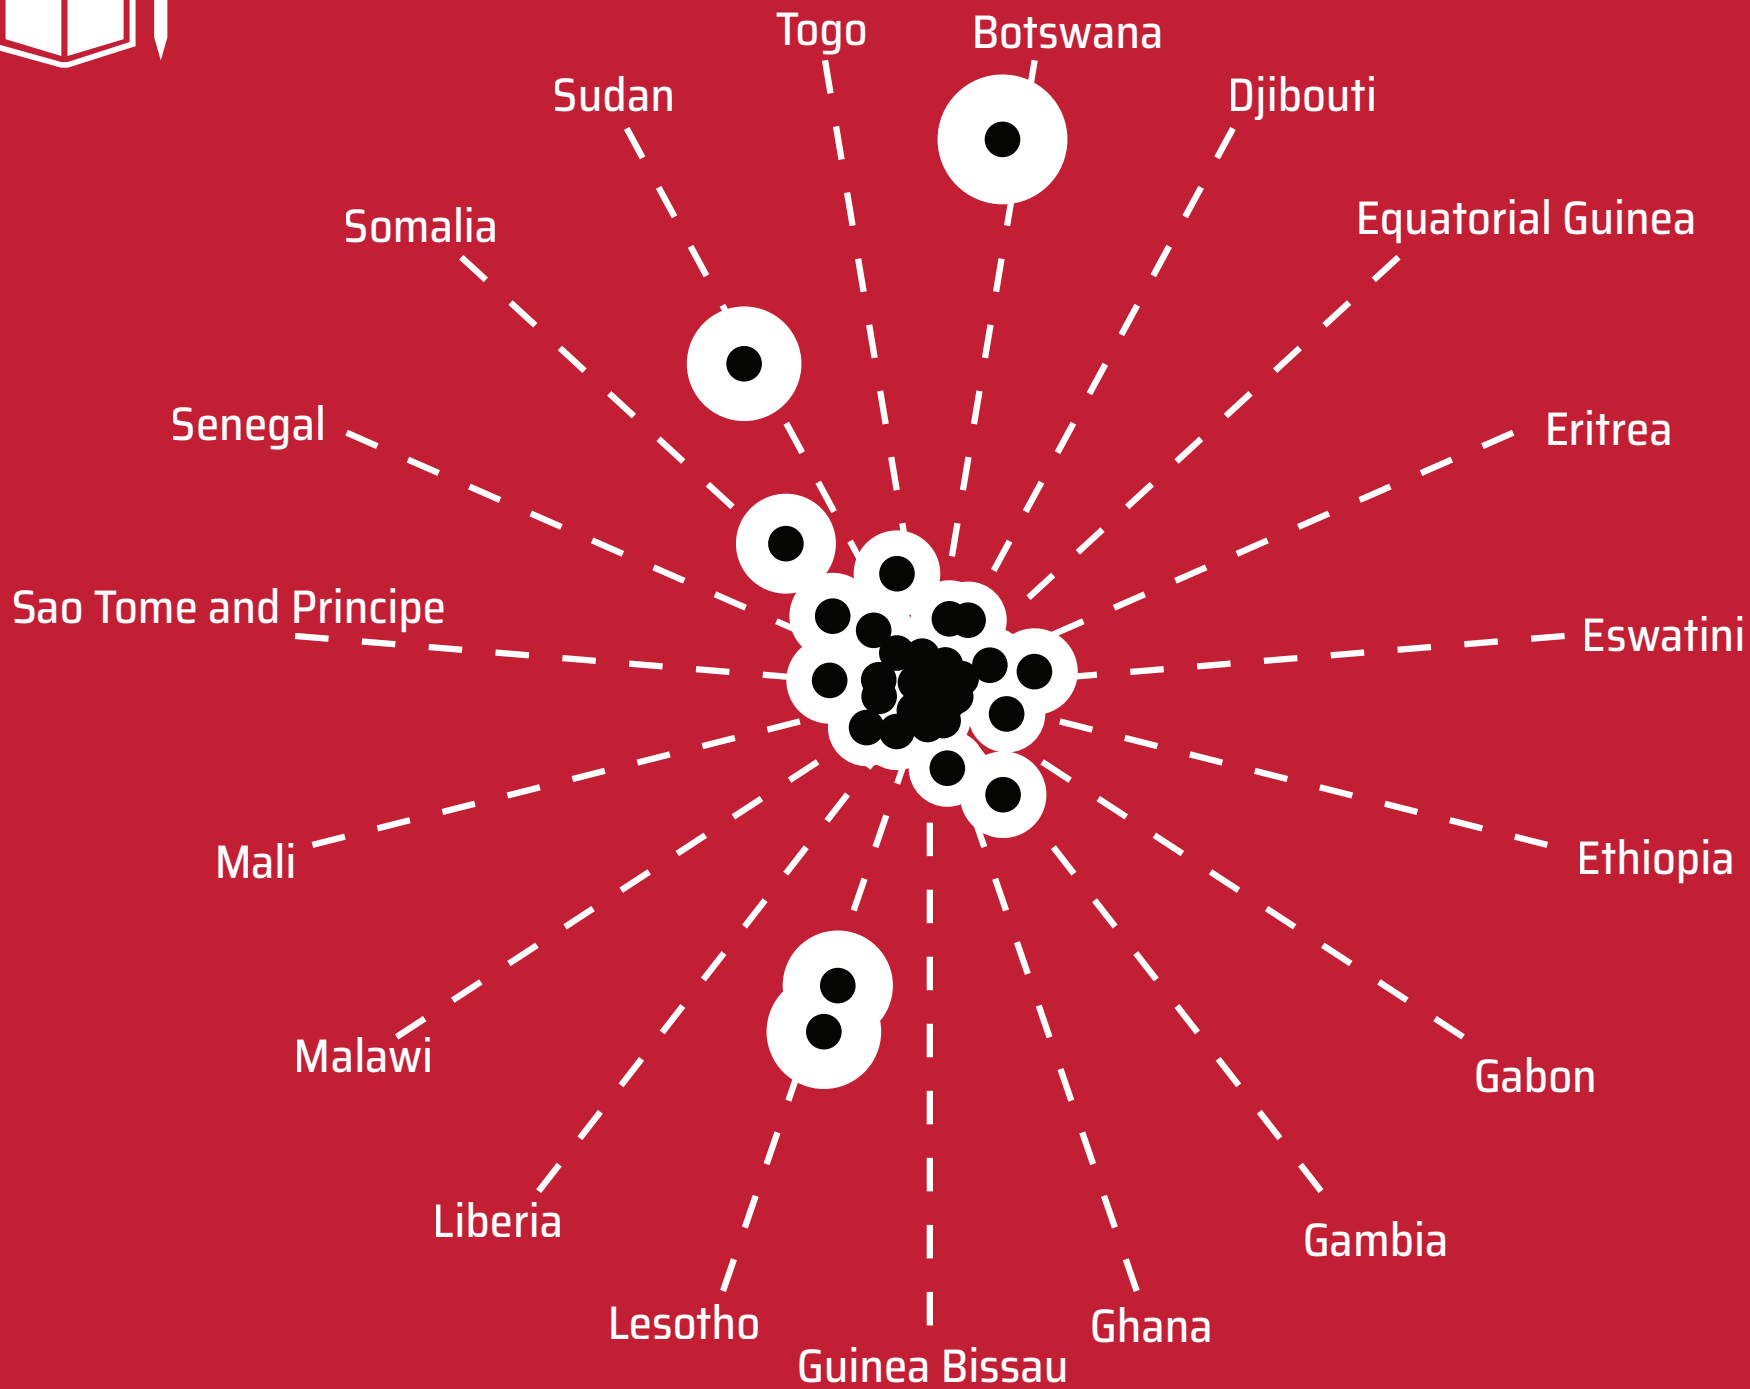 Togo
Botswana
Sudan
Djibouti
Somalia
Equatorial Guinea
Senegal
Eritrea
Sao Tome and Principe
Eswatini
Mali
Ethiopia
Malawi
Gabon
Liberia
Gambia
Lesotho
Ghana
Guinea Bissau